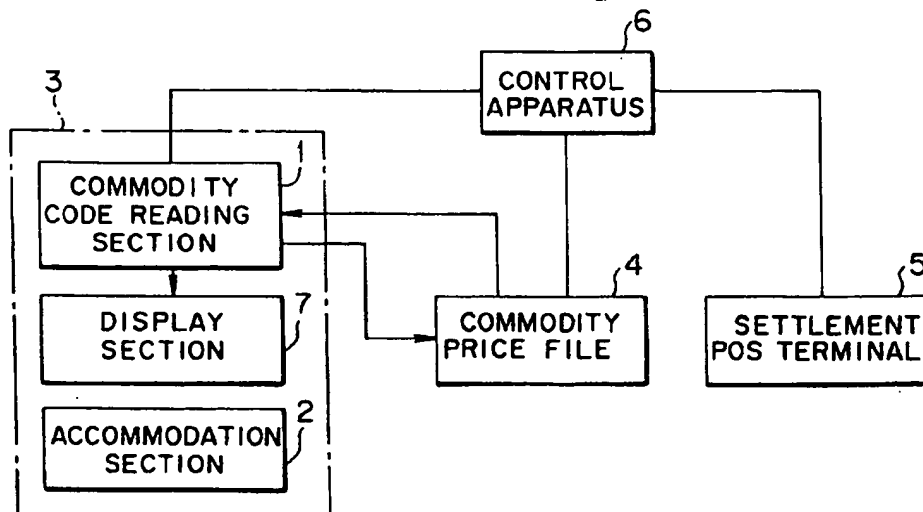 6
CONTROL
APPARATUS
3
1
COMMODITY
CODE READING
SECTION
4
5
7
DISPLAY
SECTION
COMMODITY
PRICE FILE
SETTLEMENT
POS TERMINAL
2
ACCOMMODATION
SECTION